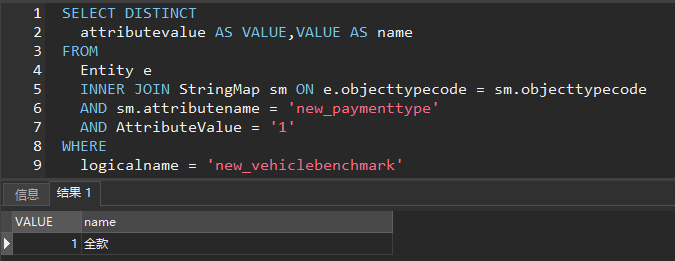 1 SELECT DISTINCT
2 attributevalue AS VALUE,VALUE AS name
3 FROM
4 Entity e
5 INNER JOIN StringMap sm ON e.objecttypecode = sm.objecttypecode
6 AND sm.attributename = 'new_paymenttype'
7 AND AttributeValue = '1'
8 WHERE
9 logicalname = 'new_vehiclebenchmark'
信息 结果 1
VALUE name
1 全款